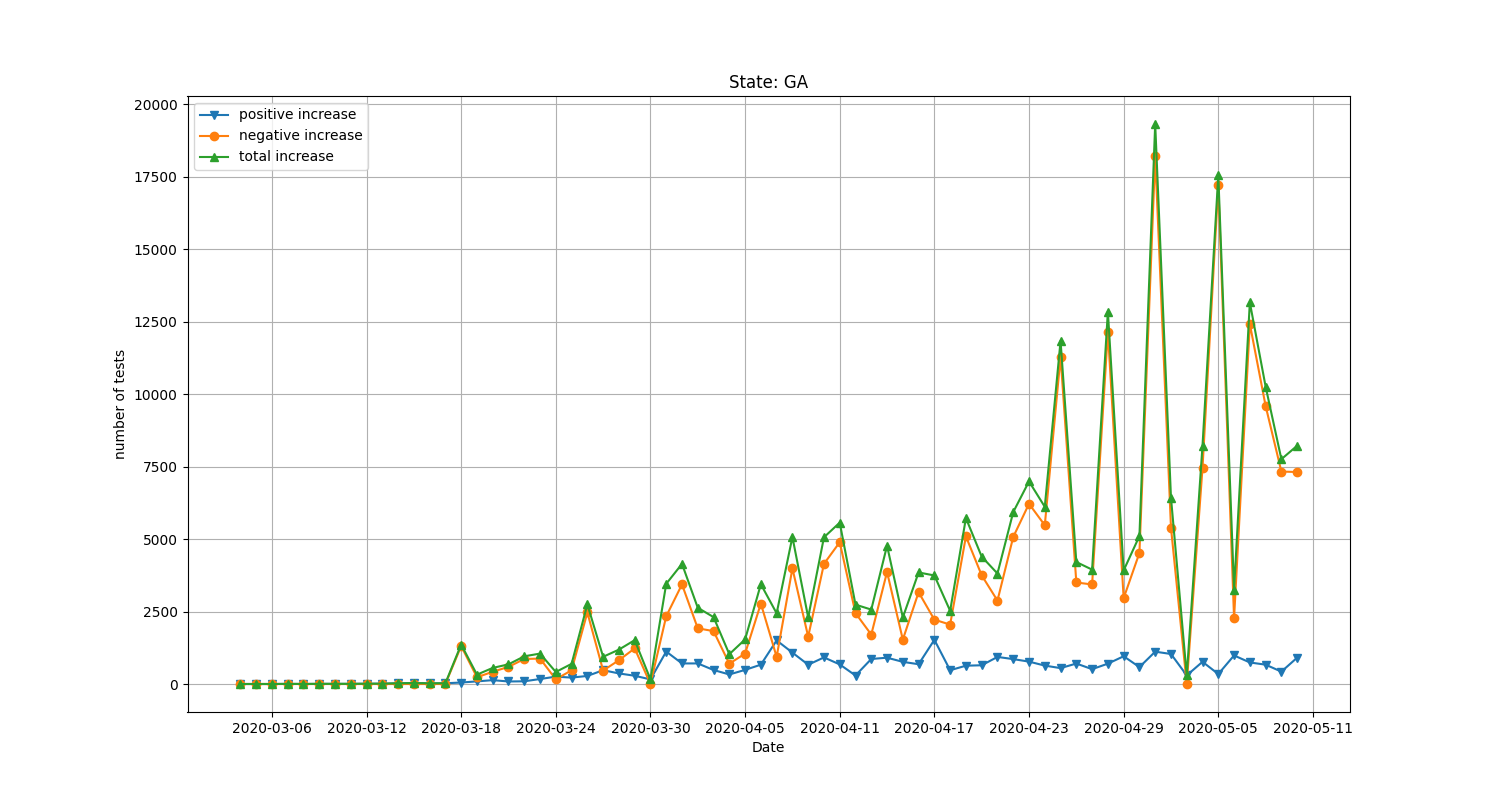 State: GA
positive increase
negative increase
total increase
20000
17500
15000
12500
10000
7500
5000
2500
0
number of tests
2020-03-06 2020-03-12 2020-03-18 2020-03-24 2020-03-30 2020-04-05 2020-04-11 2020-04-17 2020-04-23 2020-04-29 2020-05-05 2020-05-11
Date